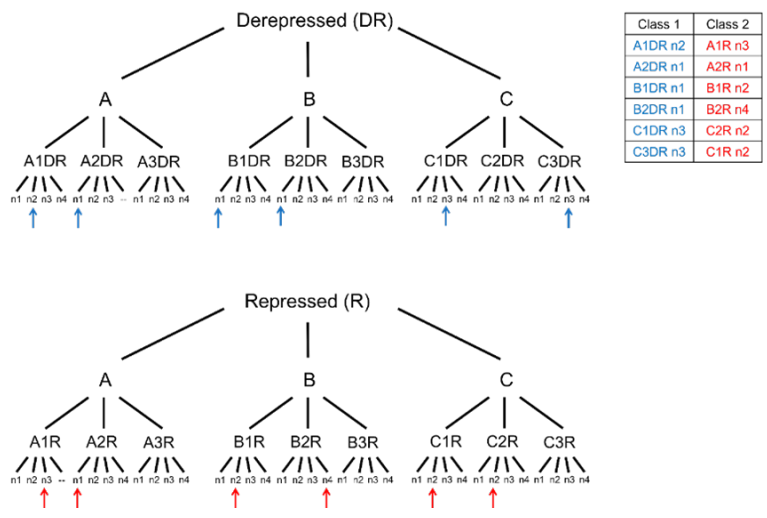 Derepressed (DR)
A B C
A1DR A2DR A3DR B1DR B2DR B3DR C1DR C2DR C3DR
n1 n2 n3 n4 n1 n2 n3 -- n1 n2 n3 n4 n1 n2 n3 n4 n1 n2 n3 n4 n1 n2 n3 n4 n1 n2 n3 n4 n1 n2 n3 n4 n1 n2 n3 n4
Class 1 Class 2
A1DR n2 A1R n3
A2DR n1 A2R n1
B1DR n1 B1R n2
B2DR n1 B2R n4
C1DR n3 C2R n2
C3DR n3 C1R n2
Repressed (R)
A B C
A1R A2R A3R B1R B2R B3R C1R C2R C3R
n1 n2 n3 -- n1 n2 n3 n4 n1 n2 n3 n4 n1 n2 n3 n4 n1 n2 n3 n4 n1 n2 n3 n4 n1 n2 n3 n4 n1 n2 n3 n4 n1 n2 n3 n4